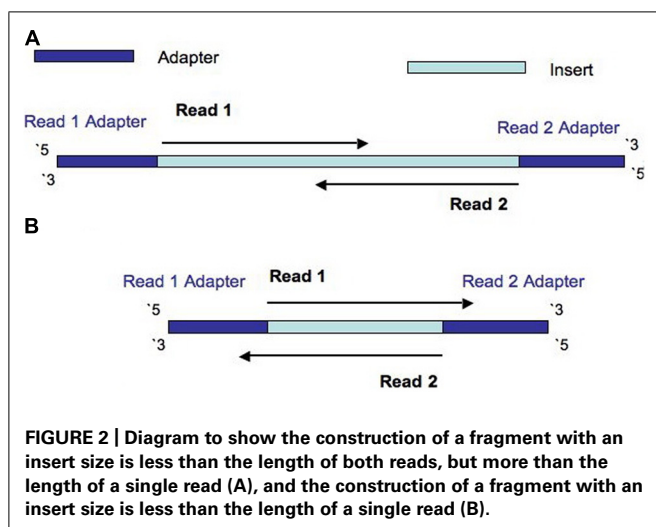 A
Adapter
Insert
Read 1
Read 1 Adapter
Read 2 Adapter
`5
`3
`3
`5
Read 2
B
Read 1 Adapter
Read 1
Read 2 Adapter
`5
`3
`3
`5
Read 2
FIGURE 2 | Diagram to show the construction of a fragment with an
insert size is less than the length of both reads, but more than the
length of a single read (A), and the construction of a fragment with an
insert size is less than the length of a single read (B).